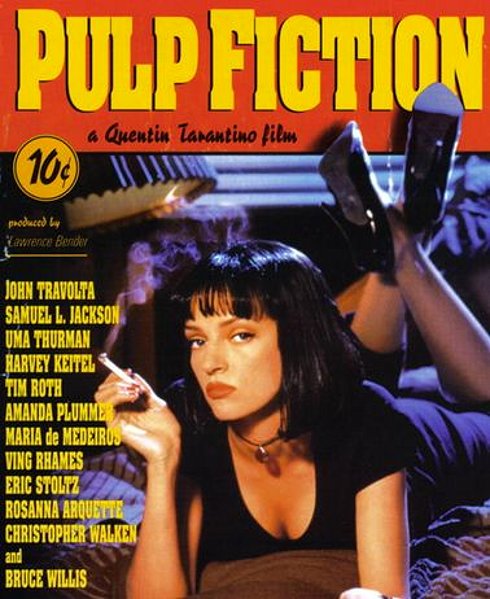 PULP FICTION
a Quentin Tarantino film
10¢
produced by
Lawrence Bender
JOHN TRAVOLTA
SAMUEL L. JACKSON
UMA THURMAN
HARVEY KEITEL
TIM ROTH
AMANDA PLUMMER
MARIA de MEDEIROS
VING RHAMES
ERIC STOLTZ
ROSANNA ARQUETTE
CHRISTOPHER WALKEN
and
BRUCE WILLIS